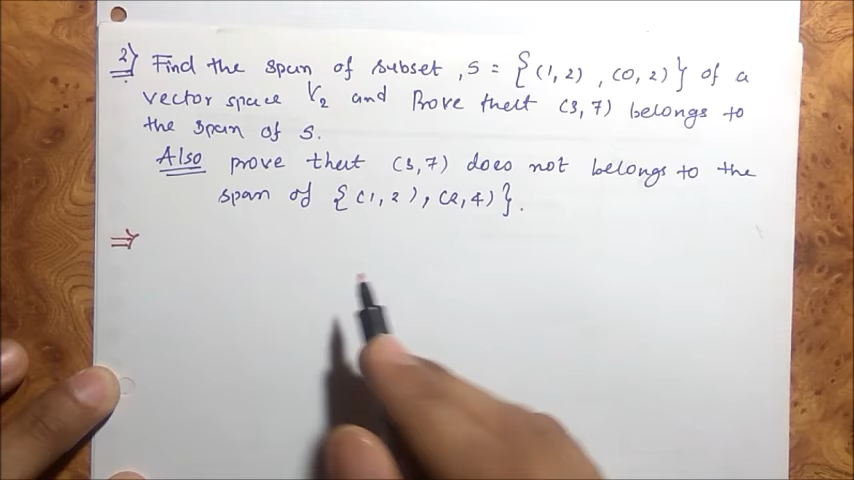 2) Find the span of subset, S = {(1,2), (0,2)} of a
vector space V₂ and Prove that (3,7) belongs to
the span of S.
Also prove that (3,7) does not belongs to the
span of {(1,2), (2,4)}.
⇒